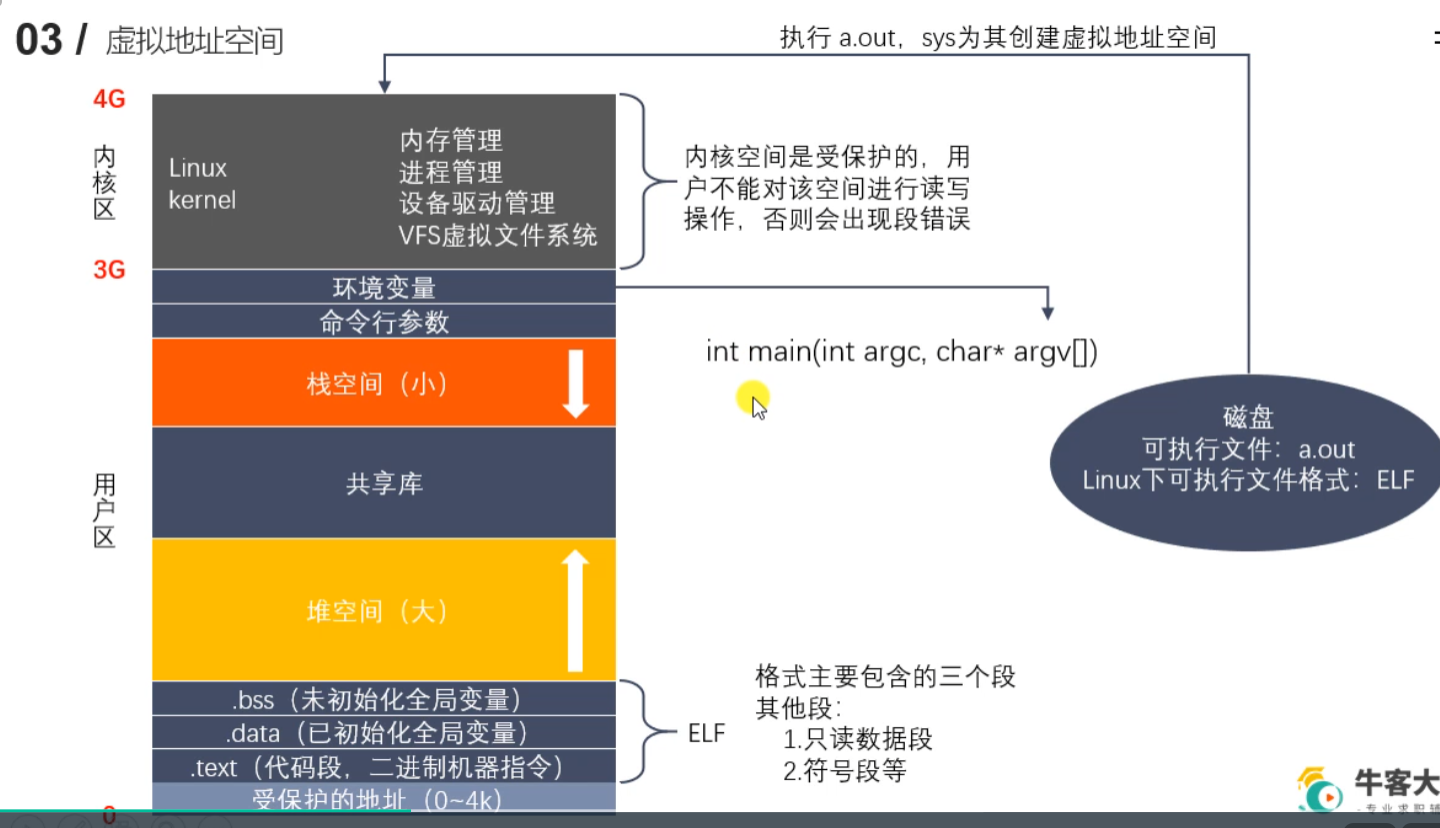 03 / 虚拟地址空间
执行 a.out，sys为其创建虚拟地址空间
4G
内核区
Linux
kernel
内存管理
进程管理
设备驱动管理
VFS虚拟文件系统
内核空间是受保护的，用
户不能对该空间进行读写
操作，否则会出现段错误
3G
环境变量
命令行参数
int main(int argc, char* argv[])
栈空间（小）
共享库
用户区
堆空间（大）
磁盘
可执行文件：a.out
Linux下可执行文件格式：ELF
.bss（未初始化全局变量）
.data（已初始化全局变量）
.text（代码段，二进制机器指令）
受保护的地址（0~4k）
0
ELF
格式主要包含的三个段
其他段：
1.只读数据段
2.符号段等
牛客大
-专业求职